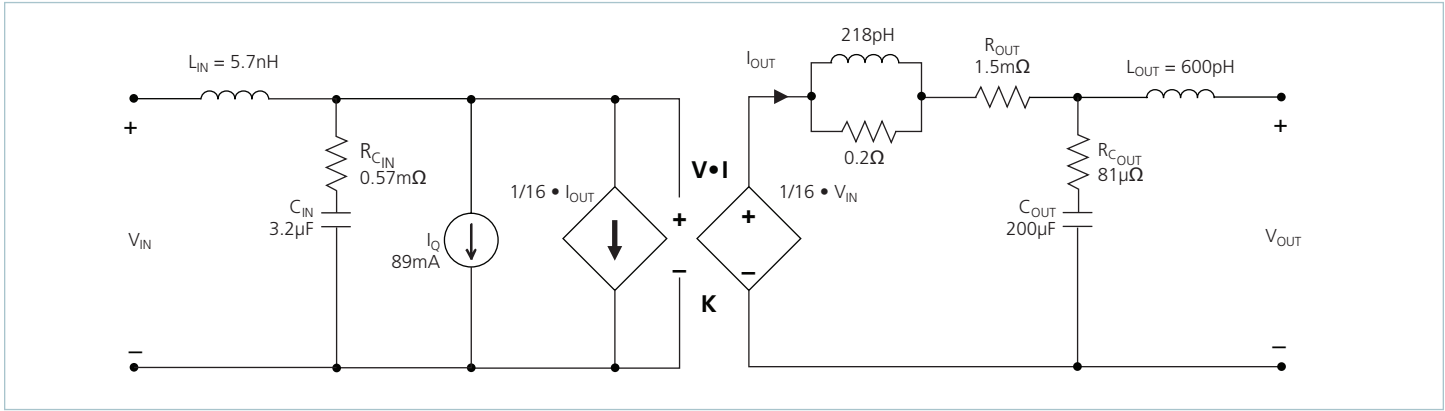 L_IN = 5.7nH
+
−
V_IN
R_C_IN
0.57mΩ
C_IN
3.2µF
I_Q
89mA
1/16 • I_OUT
V•I
+
−
K
1/16 • V_IN
+
−
I_OUT
218pH
0.2Ω
R_OUT
1.5mΩ
L_OUT = 600pH
R_C_OUT
81µΩ
C_OUT
200µF
+
−
V_OUT